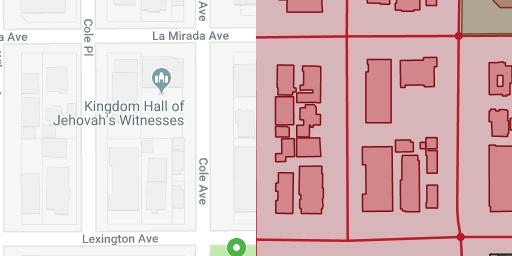 Cole Pl
Ave
a Ave
La Mirada Ave
Kingdom Hall of
Jehovah's Witnesses
Cole Ave
Lexington Ave